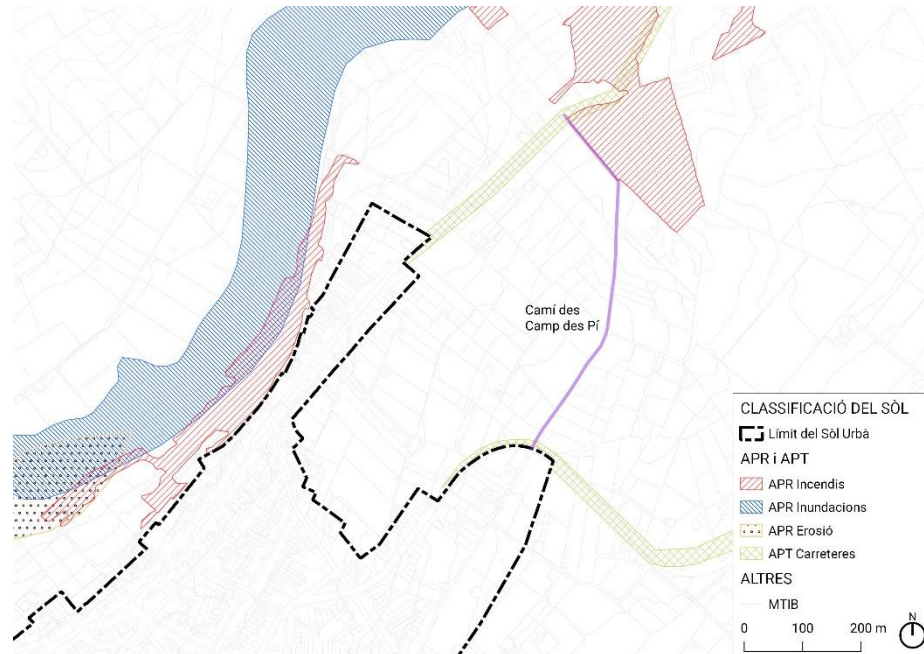 Camí des
Camp des Pí
CLASSIFICACIÓ DEL SÒL
Límit del Sòl Urbà
APR i APT
APR Incendis
APR Inundacions
APR Erosió
APT Carreteres
ALTRES
MTIB
N
0 100 200 m